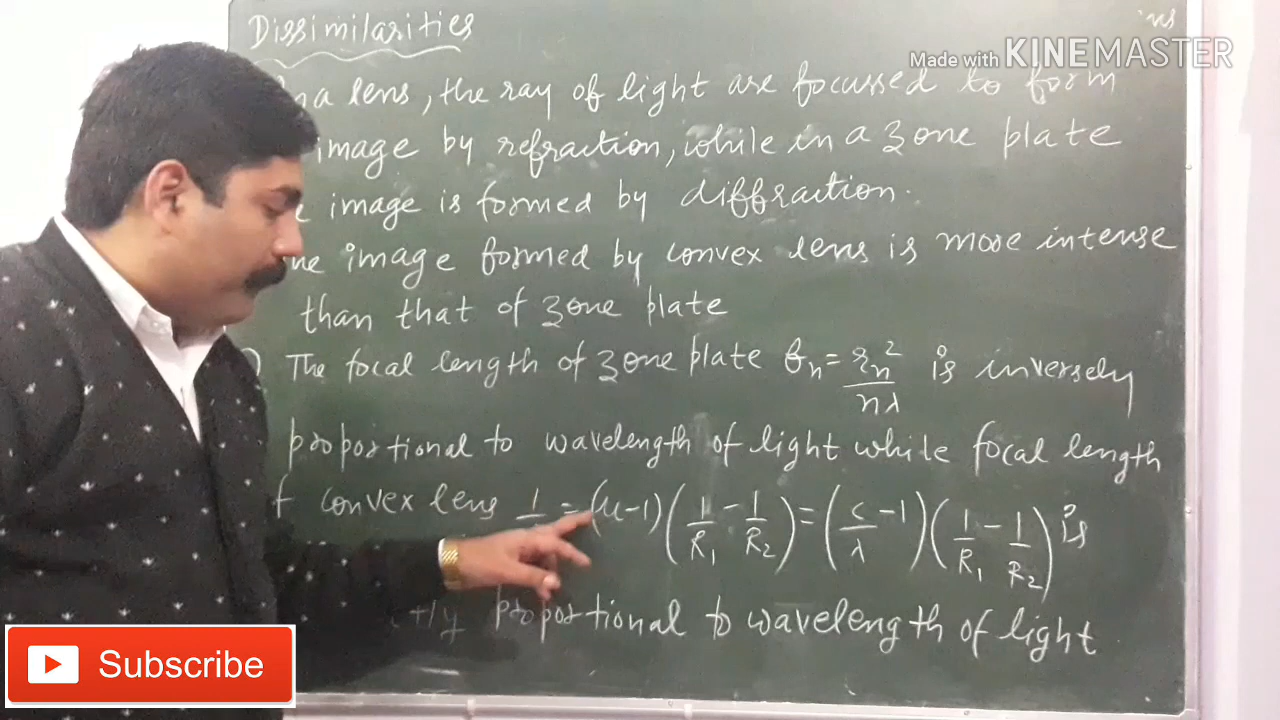 Dissimilarities
Made with KINEMASTER
a lens, the ray of light are focussed to form
image by refraction, while in a zone plate
image is formed by diffraction.
image formed by convex lens is more intense
than that of zone plate
) The focal length of zone plate fn = rn²/nλ is inversely
proportional to wavelength of light while focal length
convex lens 1 = (μ-1)(1/R1 - 1/R2) = (c/λ -1)(1/R1 - 1/R2) is
proportional to wavelength of light
Subscribe